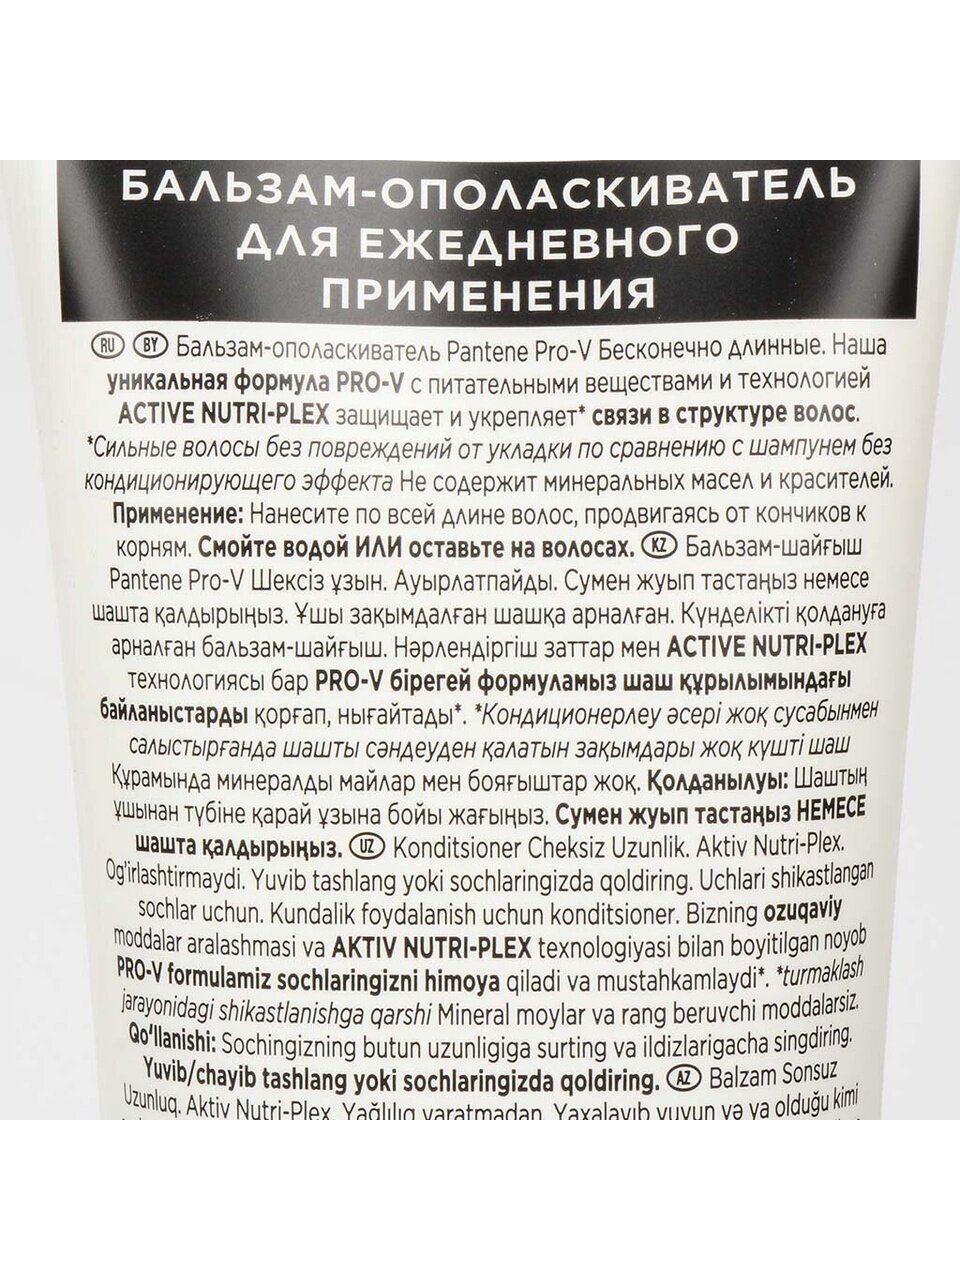 БАЛЬЗАМ-ОПОЛАСКИВАТЕЛЬ
ДЛЯ ЕЖЕДНЕВНОГО
ПРИМЕНЕНИЯ
RU BY Бальзам-ополаскиватель Pantene Pro-V Бесконечно длинные. Наша
уникальная формула PRO-V с питательными веществами и технологией
ACTIVE NUTRI-PLEX защищает и укрепляет* связи в структуре волос.
*Сильные волосы без повреждений от укладки по сравнению с шампунем без
кондиционирующего эффекта Не содержит минеральных масел и красителей.
Применение: Нанесите по всей длине волос, продвигаясь от кончиков к
корням. Смойте водой ИЛИ оставьте на волосах. KZ Бальзам-шайғыш
Pantene Pro-V Шексіз ұзын. Ауырлатпайды. Сумен жуып тастаңыз немесе
шашта қалдырыңыз. Ұшы зақымдалған шашқа арналған. Күнделікті қолдануға
арналған бальзам-шайғыш. Нәрлендіргіш заттар мен ACTIVE NUTRI-PLEX
технологиясы бар PRO-V бірегей формуламыз шаш құрылымындағы
байланыстарды қорғап, нығайтады*. *Кондиционерлеу әсері жоқ сусабынмен
салыстырғанда шашты сәндеуден қалатын зақымдары жоқ күшті шаш
Құрамында минералды майлар мен бояғыштар жоқ. Қолданылуы: Шаштың
ұшынан түбіне қарай ұзына бойы жағыңыз. Сумен жуып тастаңыз НЕМЕСЕ
шашта қалдырыңыз. UZ Konditsioner Cheksiz Uzunlik. Aktiv Nutri-Plex.
Og'irlashtirmaydi. Yuvib tashlang yoki sochlaringizda qoldiring. Uchlari shikastlangan
sochlar uchun. Kundalik foydalanish uchun konditsioner. Bizning ozuqaviy
moddalar aralashmasi va AKTIV NUTRI-PLEX texnologiyasi bilan boyitilgan noyob
PRO-V formulamiz sochlaringizni himoya qiladi va mustahkamlaydi*. *turmaklash
jarayonidagi shikastlanishga qarshi Mineral moylar va rang beruvchi moddalarsiz.
Qo'llanishi: Sochingizning butun uzunligiga surting va ildizlarigacha singdiring.
Yuvib/chayib tashlang yoki sochlaringizda qoldiring. AZ Balzam Sonsuz
Uzunluq. Aktiv Nutri-Plex. Yağlılıq yaratmadan. Yaxalayıb yuyun və ya olduğu kimi